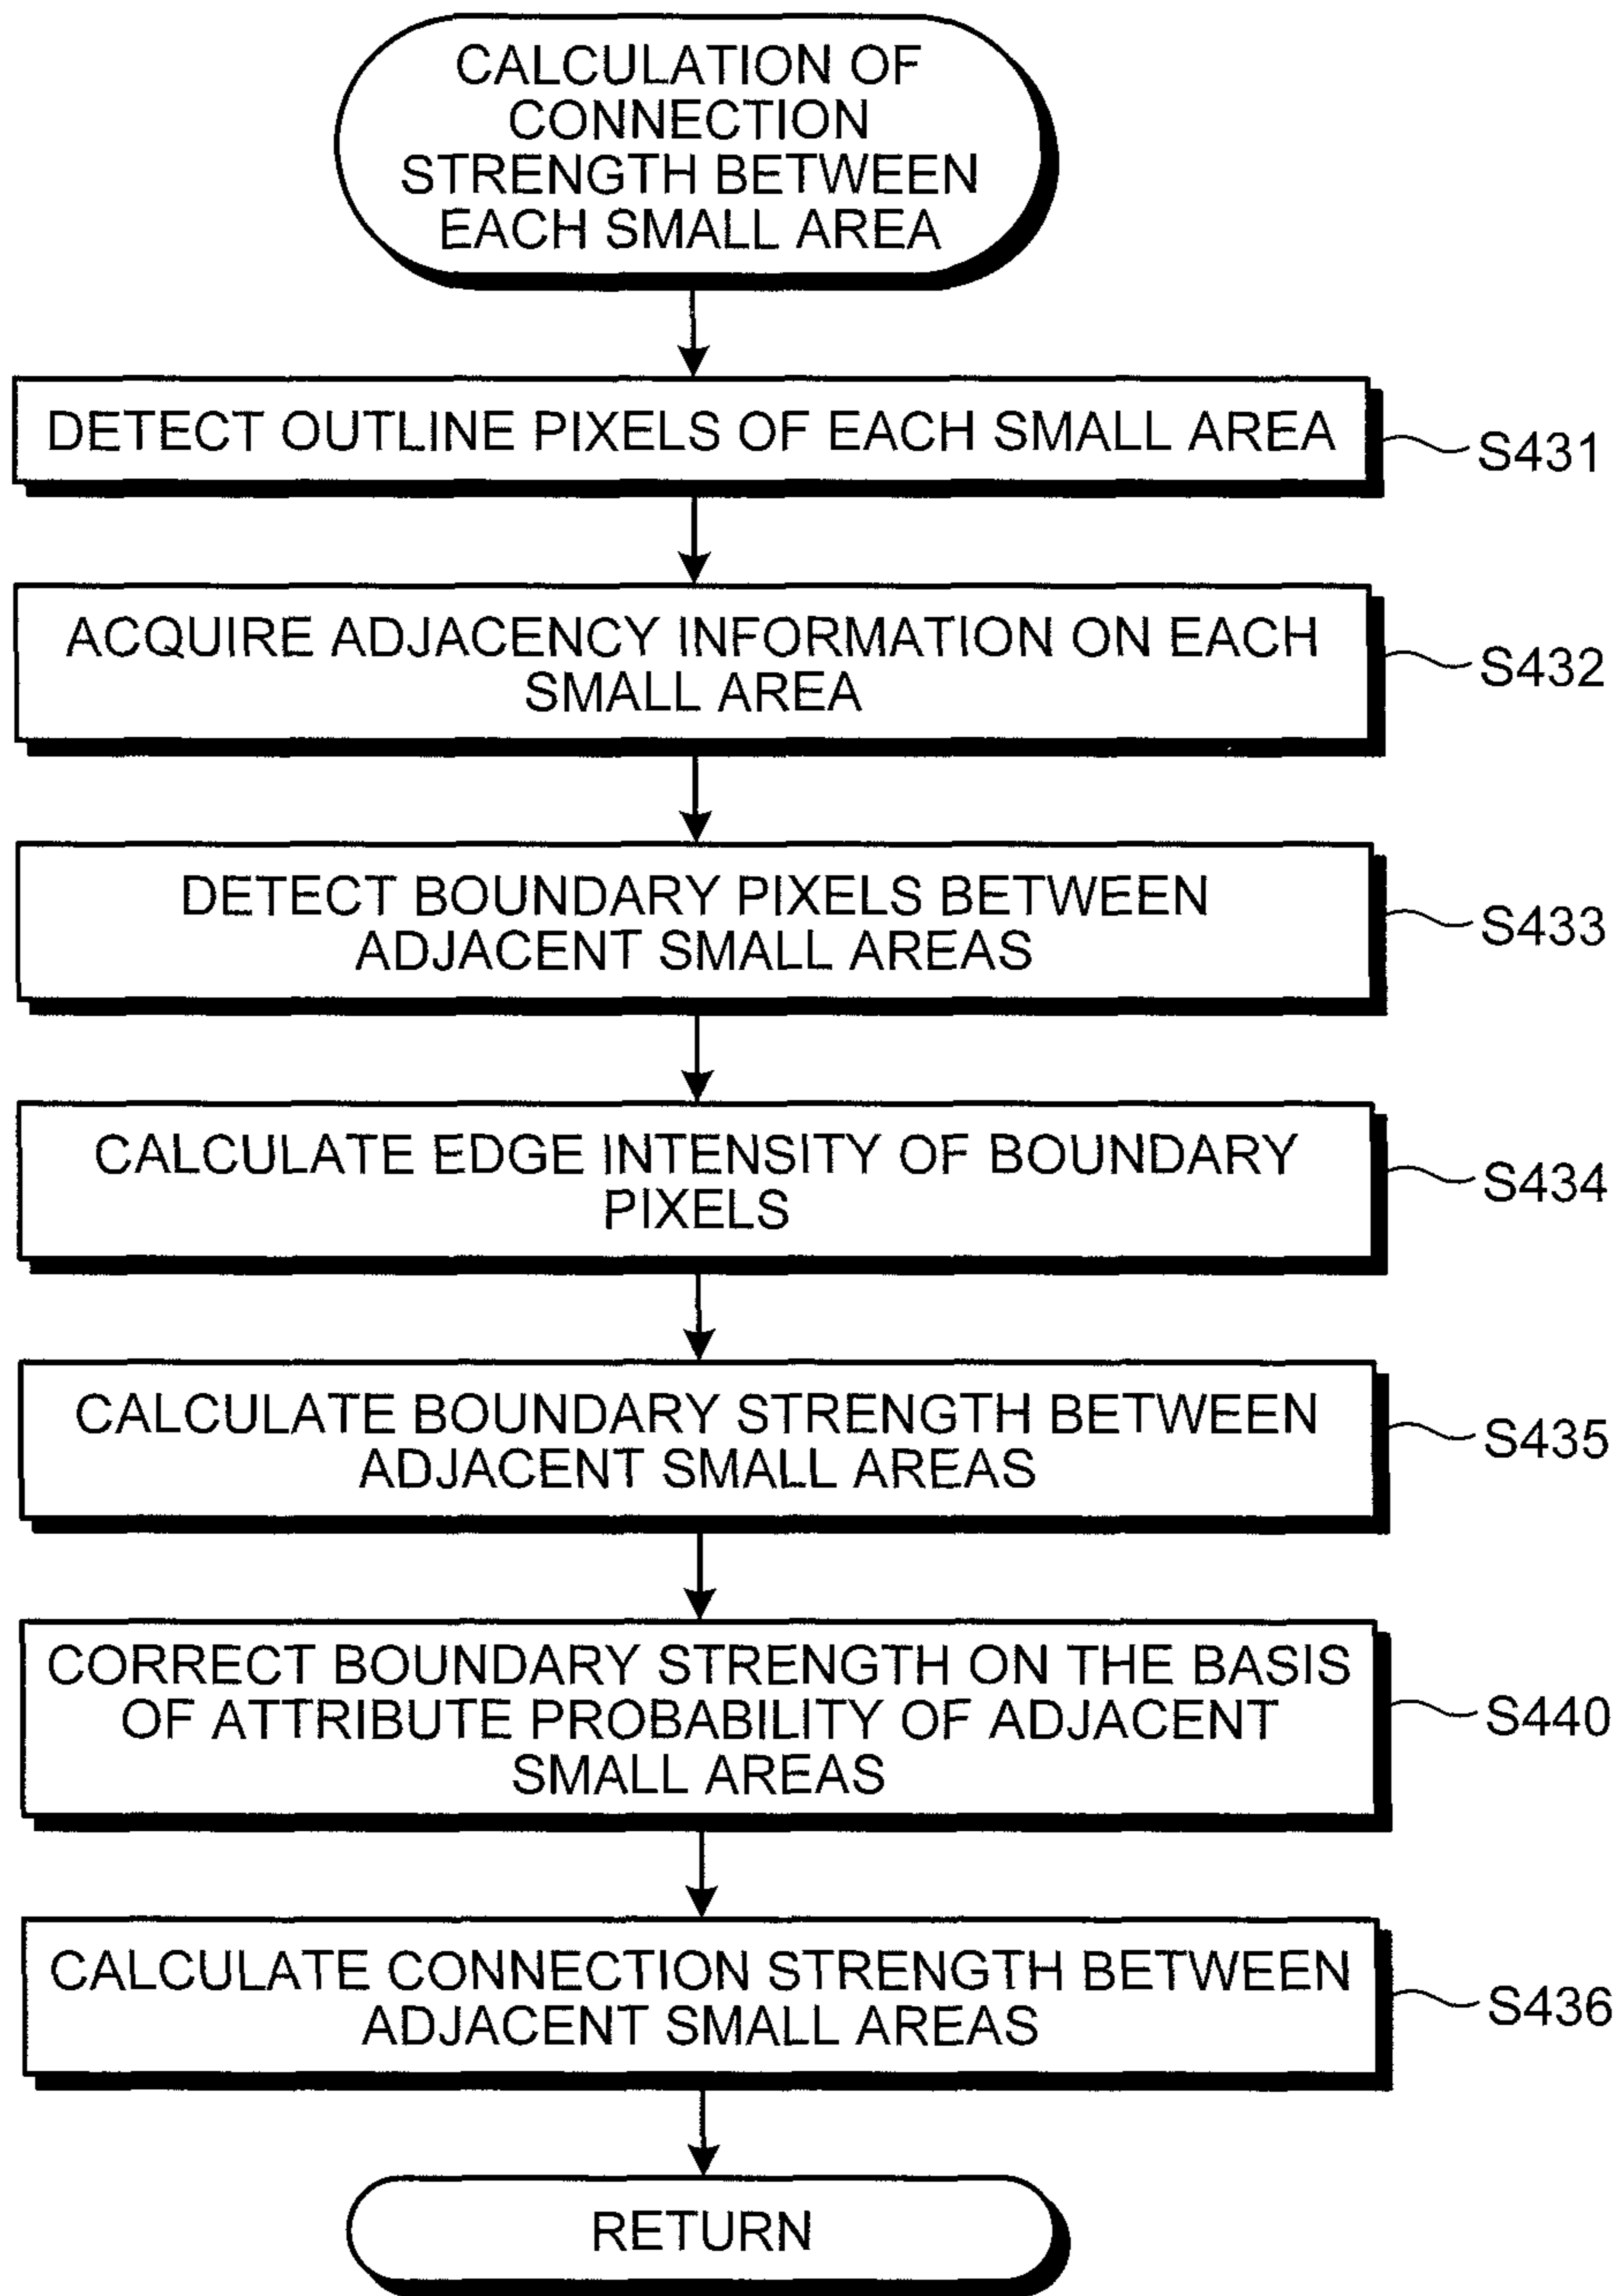 CALCULATION OF
CONNECTION
STRENGTH BETWEEN
EACH SMALL AREA
DETECT OUTLINE PIXELS OF EACH SMALL AREA
S431
ACQUIRE ADJACENCY INFORMATION ON EACH
SMALL AREA
S432
DETECT BOUNDARY PIXELS BETWEEN
ADJACENT SMALL AREAS
S433
CALCULATE EDGE INTENSITY OF BOUNDARY
PIXELS
S434
CALCULATE BOUNDARY STRENGTH BETWEEN
ADJACENT SMALL AREAS
S435
CORRECT BOUNDARY STRENGTH ON THE BASIS
OF ATTRIBUTE PROBABILITY OF ADJACENT
SMALL AREAS
S440
CALCULATE CONNECTION STRENGTH BETWEEN
ADJACENT SMALL AREAS
S436
RETURN